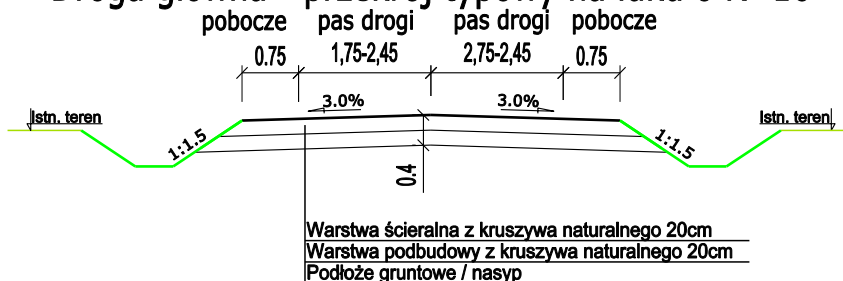 pobocze pas drogi pas drogi pobocze
0.75 1,75-2,45 2,75-2,45 0.75
3.0% 3.0%
Istn. teren Istn. teren
1:1.5 1:1.5
0.4
Warstwa ścieralna z kruszywa naturalnego 20cm
Warstwa podbudowy z kruszywa naturalnego 20cm
Podłoże gruntowe / nasyp